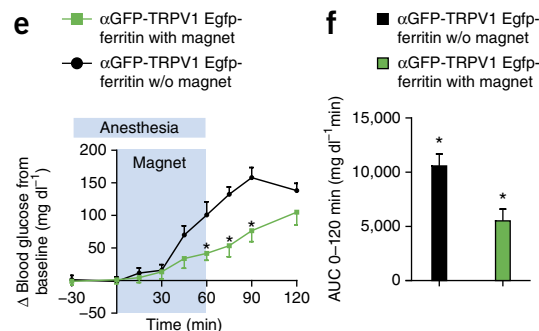 e
αGFP-TRPV1 Egfp-
ferritin with magnet
αGFP-TRPV1 Egfp-
ferritin w/o magnet
Anesthesia
Magnet
Δ Blood glucose from
baseline (mg dl⁻¹)
200
150
100
50
0
−50
−30
0
30
60
90
120
* * *
Time (min)
f
αGFP-TRPV1 Egfp-
ferritin w/o magnet
αGFP-TRPV1 Egfp-
ferritin with magnet
AUC 0–120 min (mg dl⁻¹min)
15,000
10,000
5,000
0
*
*